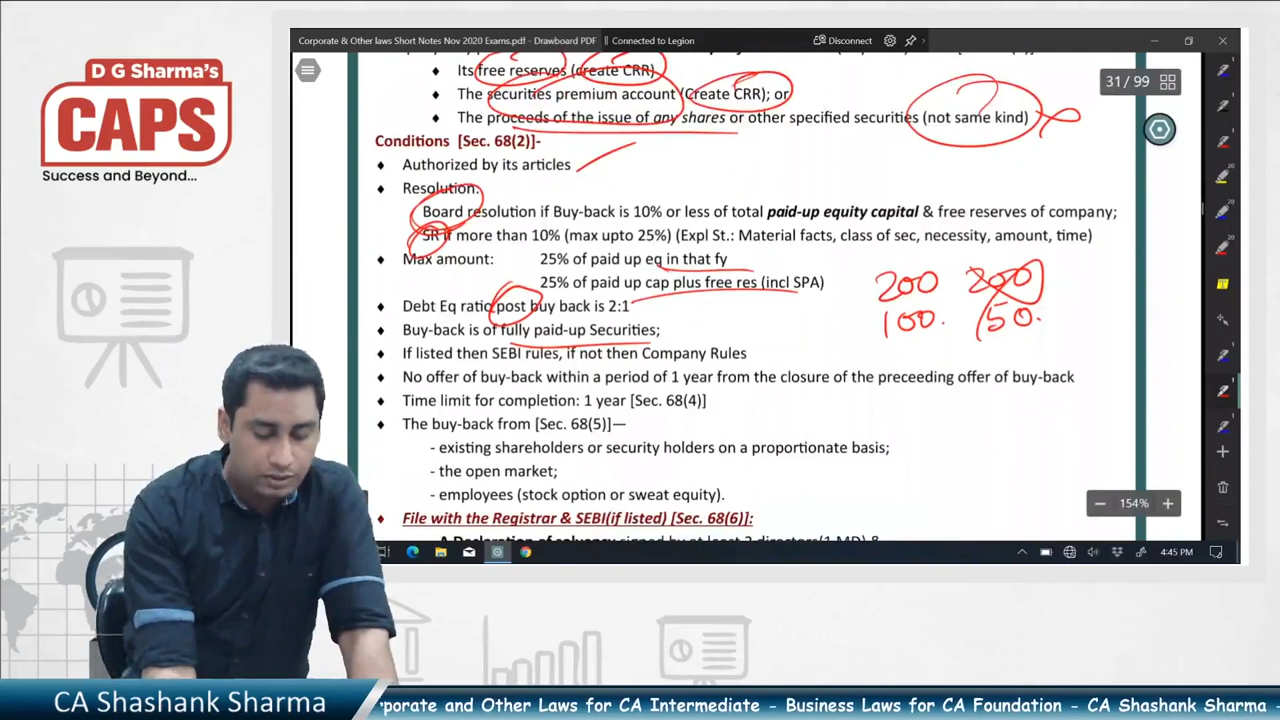 D G SHARMA's
CAPS
Success and Beyond...
Corporate & Other laws Short Notes Nov 2020 Exams.pdf - Drawboard PDF
Connected to Legion
Disconnect
31 / 99
♦ Its free reserves (create CRR)
♦ The securities premium account (Create CRR); or
♦ The proceeds of the issue of any shares or other specified securities (not same kind)
Conditions [Sec. 68(2)]-
♦ Authorized by its articles
♦ Resolution:
Board resolution if Buy-back is 10% or less of total paid-up equity capital & free reserves of company;
SR if more than 10% (max upto 25%) (Expl St.: Material facts, class of sec, necessity, amount, time)
♦ Max amount: 25% of paid up eq in that fy
25% of paid up cap plus free res (incl SPA)
200 200
♦ Debt Eq ratio post buy back is 2:1
100. 150.
♦ Buy-back is of fully paid-up Securities;
♦ If listed then SEBI rules, if not then Company Rules
♦ No offer of buy-back within a period of 1 year from the closure of the preceeding offer of buy-back
♦ Time limit for completion: 1 year [Sec. 68(4)]
♦ The buy-back from [Sec. 68(5)]—
- existing shareholders or security holders on a proportionate basis;
- the open market;
- employees (stock option or sweat equity).
154%
♦ File with the Registrar & SEBI(if listed) [Sec. 68(6)]:
A Declaration of solvency signed by at least 2 directors(1 MD) &
4:45 PM
CA Shashank Sharma
rporate and Other Laws for CA Intermediate - Business Laws for CA Foundation - CA Shashank Sharma -